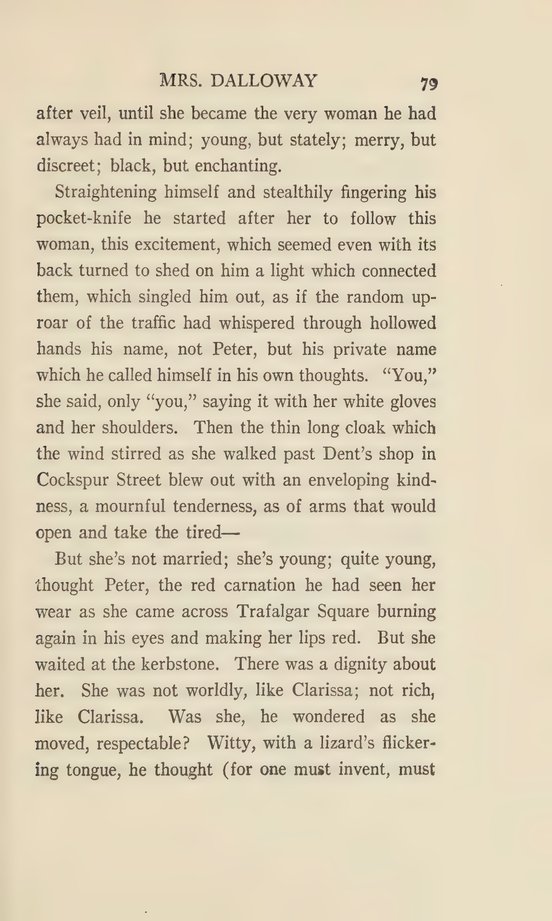 MRS. DALLOWAY 79
after veil, until she became the very woman he had
always had in mind; young, but stately; merry, but
discreet; black, but enchanting.
Straightening himself and stealthily fingering his
pocket-knife he started after her to follow this
woman, this excitement, which seemed even with its
back turned to shed on him a light which connected
them, which singled him out, as if the random up-
roar of the traffic had whispered through hollowed
hands his name, not Peter, but his private name
which he called himself in his own thoughts. "You,"
she said, only "you," saying it with her white gloves
and her shoulders. Then the thin long cloak which
the wind stirred as she walked past Dent's shop in
Cockspur Street blew out with an enveloping kind-
ness, a mournful tenderness, as of arms that would
open and take the tired—
But she's not married; she's young; quite young,
thought Peter, the red carnation he had seen her
wear as she came across Trafalgar Square burning
again in his eyes and making her lips red. But she
waited at the kerbstone. There was a dignity about
her. She was not worldly, like Clarissa; not rich,
like Clarissa. Was she, he wondered as she
moved, respectable? Witty, with a lizard's flicker-
ing tongue, he thought (for one must invent, must